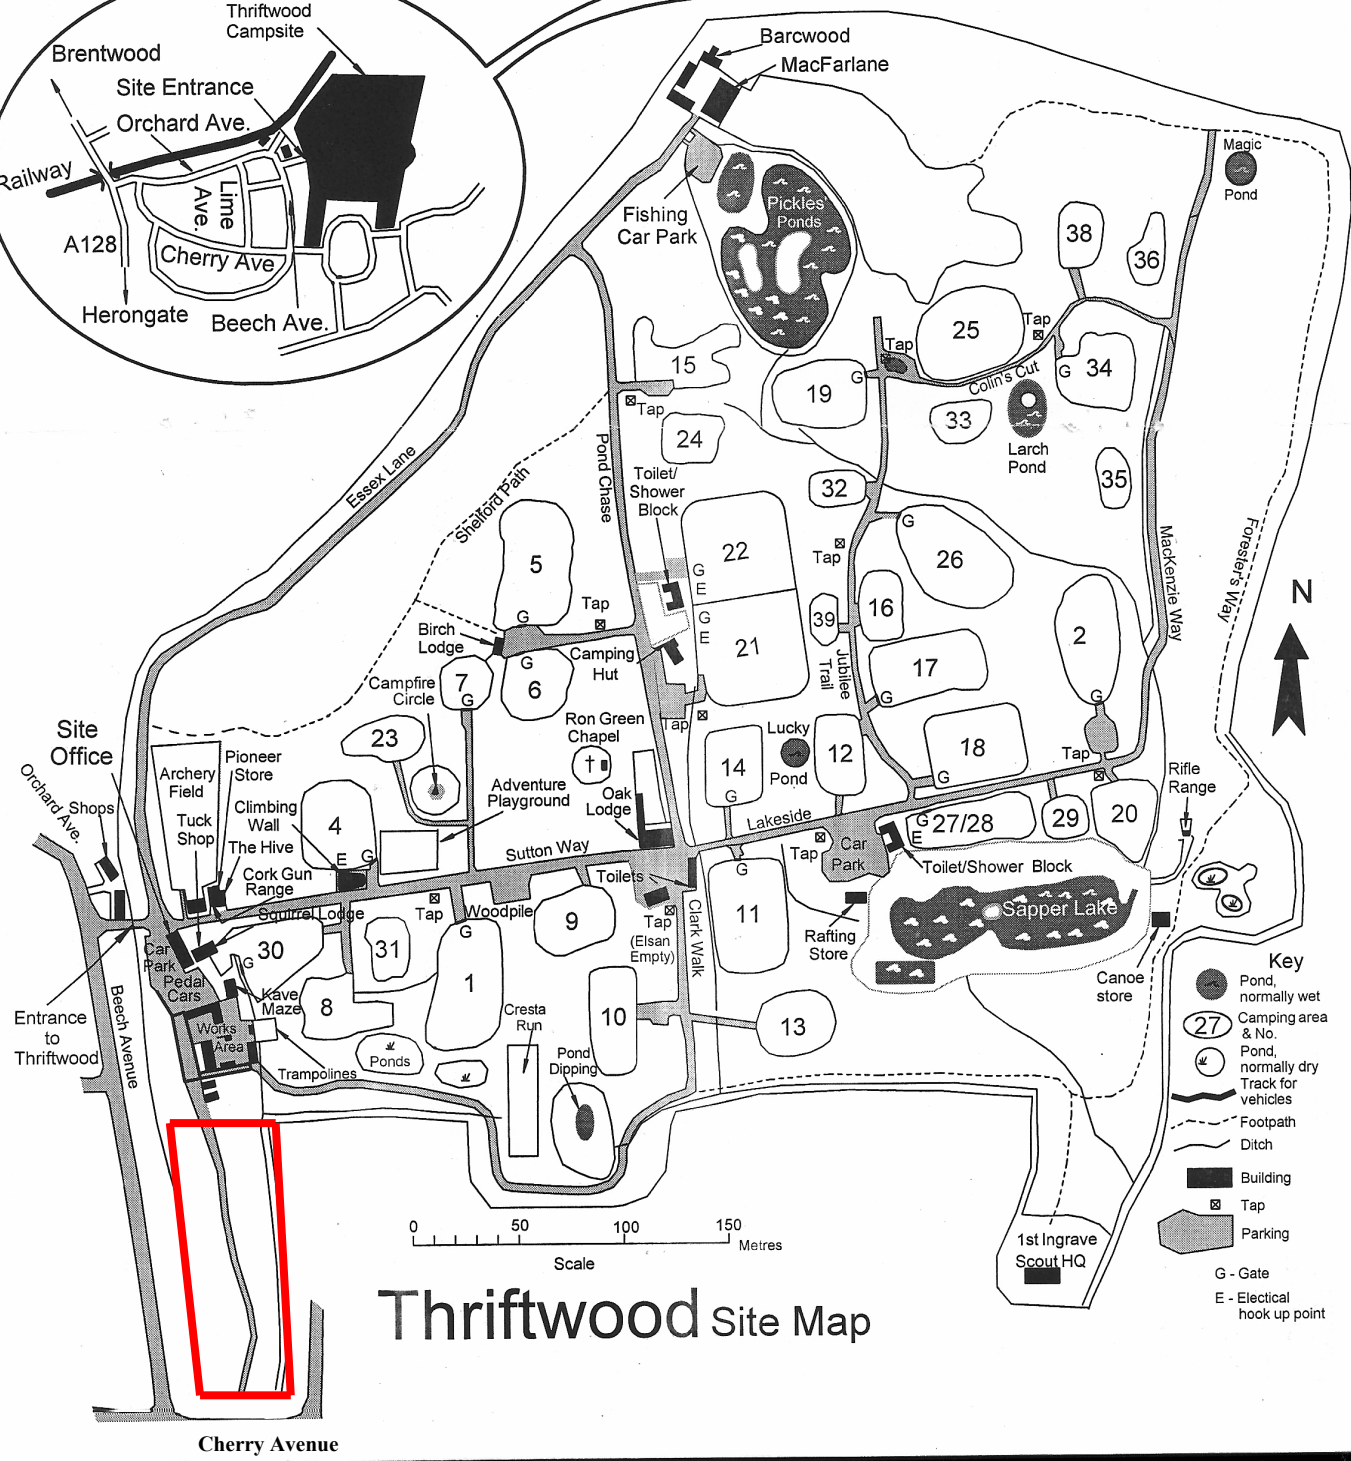 Thriftwood
Campsite
Brentwood
Site Entrance
Orchard Ave.
Railway
Lime
Ave.
A128
Cherry Ave
Herongate
Beech Ave.
Barcwood
MacFarlane
Fishing
Car Park
Pickles'
Ponds
Magic
Pond
38
36
25
Tap
Tap
34
G
Colin's Cut
15
19
G
33
Larch
Pond
Tap
24
35
Essex Lane
Pond Chase
Shelford Path
Toilet/
Shower
Block
32
G
26
Tap
22
G
E
5
G
Tap
16
39
2
G
MacKenzie Way
Forester's Way
N
Birch
Lodge
G
E
21
Camping
Hut
Jubilee
Trail
17
G
7
G
G
6
Campfire
Circle
23
Ron Green
Chapel
Tap
Lucky
Pond
12
14
G
18
G
Tap
Rifle
Range
Site
Office
Orchard Ave.
Shops
Archery
Field
Pioneer
Store
Tuck
Shop
Climbing
Wall
The Hive
4
E
G
Adventure
Playground
Oak
Lodge
Lakeside
Tap
Car
Park
G
E
27/28
29
20
Toilet/Shower Block
Sutton Way
Cork Gun
Range
Squirrel Lodge
Tap
Woodpile
Toilets
Tap
(Elsan
Empty)
Clark Walk
G
11
Rafting
Store
Sapper Lake
Canoe
store
9
G
1
31
30
G
Car
Park
Pedal
Cars
Kave
Maze
8
Works
Area
Trampolines
Ponds
Cresta
Run
10
13
Pond
Dipping
Entrance
to
Thriftwood
Beech Avenue
Key
Pond,
normally wet
27
Camping area
& No.
Pond,
normally dry
Track for
vehicles
Footpath
Ditch
Building
Tap
Parking
G - Gate
E - Electical
hook up point
1st Ingrave
Scout HQ
0 50 100 150
Metres
Scale
Thriftwood Site Map
Cherry Avenue